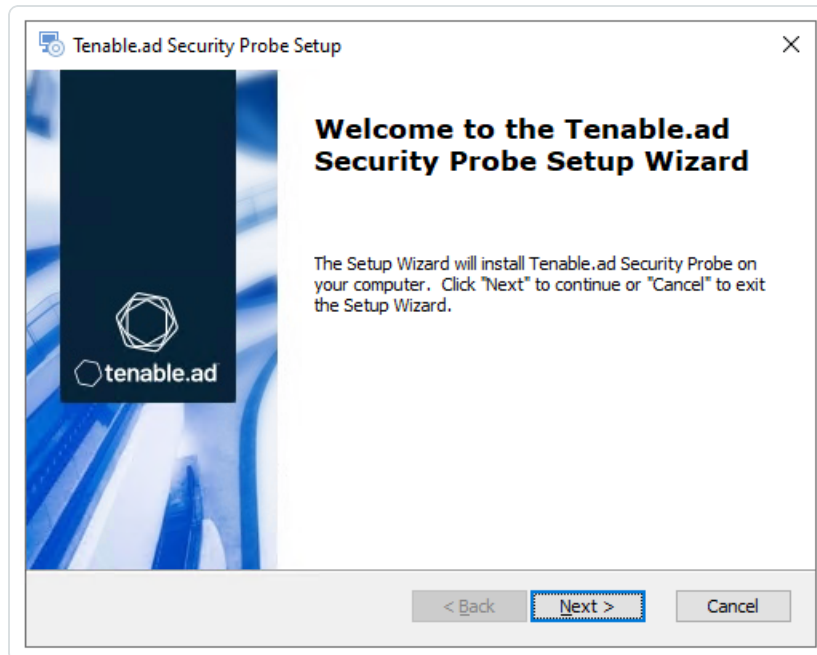 Tenable.ad Security Probe Setup
Welcome to the Tenable.ad
Security Probe Setup Wizard
The Setup Wizard will install Tenable.ad Security Probe on
your computer. Click "Next" to continue or "Cancel" to exit
the Setup Wizard.
tenable.ad
< Back
Next >
Cancel